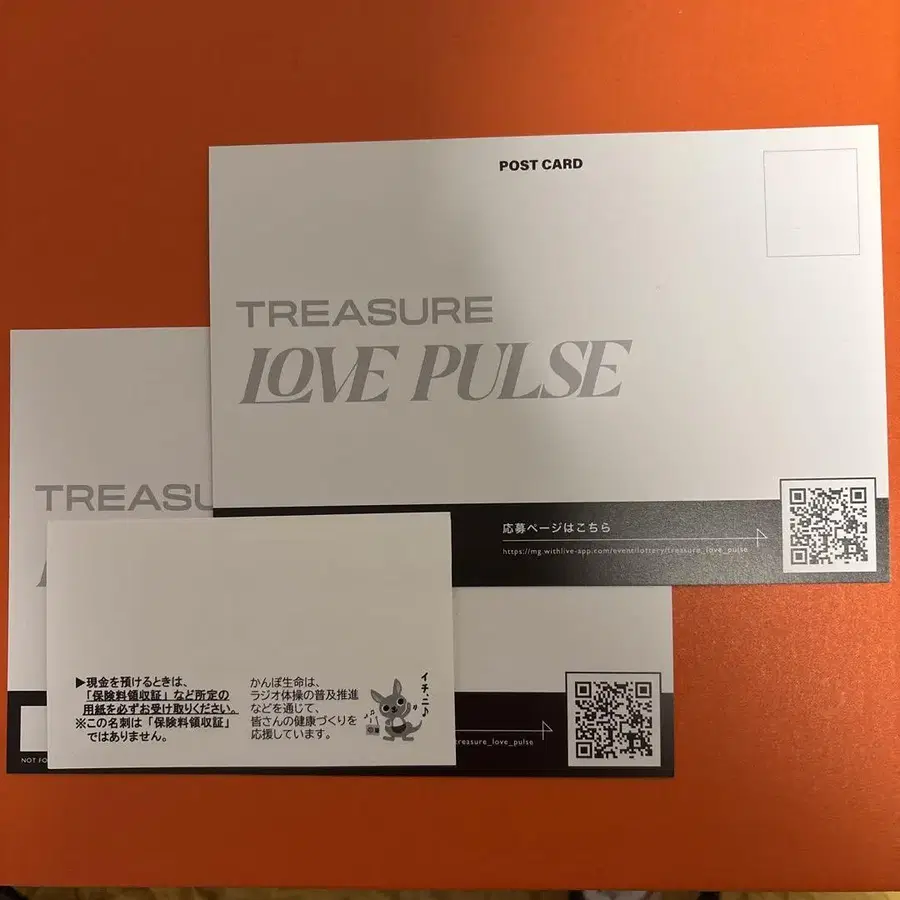 POST CARD
TREASURE
LOVE PULSE
応募ページはこちら
https://mg.withlive-app.com/event/lottery/treasure_love_pulse
TREASU
▶現金を預けるときは、
「保険料領収証」など所定の
用紙を必ずお受け取りください。
※この名刺は「保険料領収証」
ではありません。
かんぽ生命は、
ラジオ体操の普及推進
などを通じて、
皆さんの健康づくりを
応援しています。
イチ、ニ♪
treasure_love_pulse
NOT FO